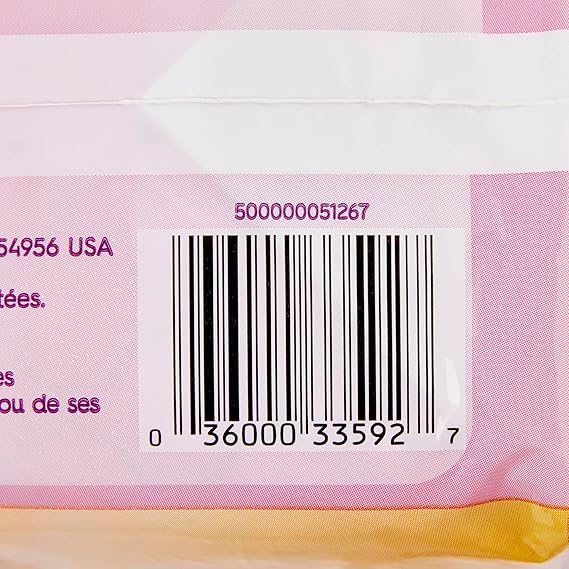 500000051267
54956 USA
tées.
es
ou de ses
0 36000 33592 7